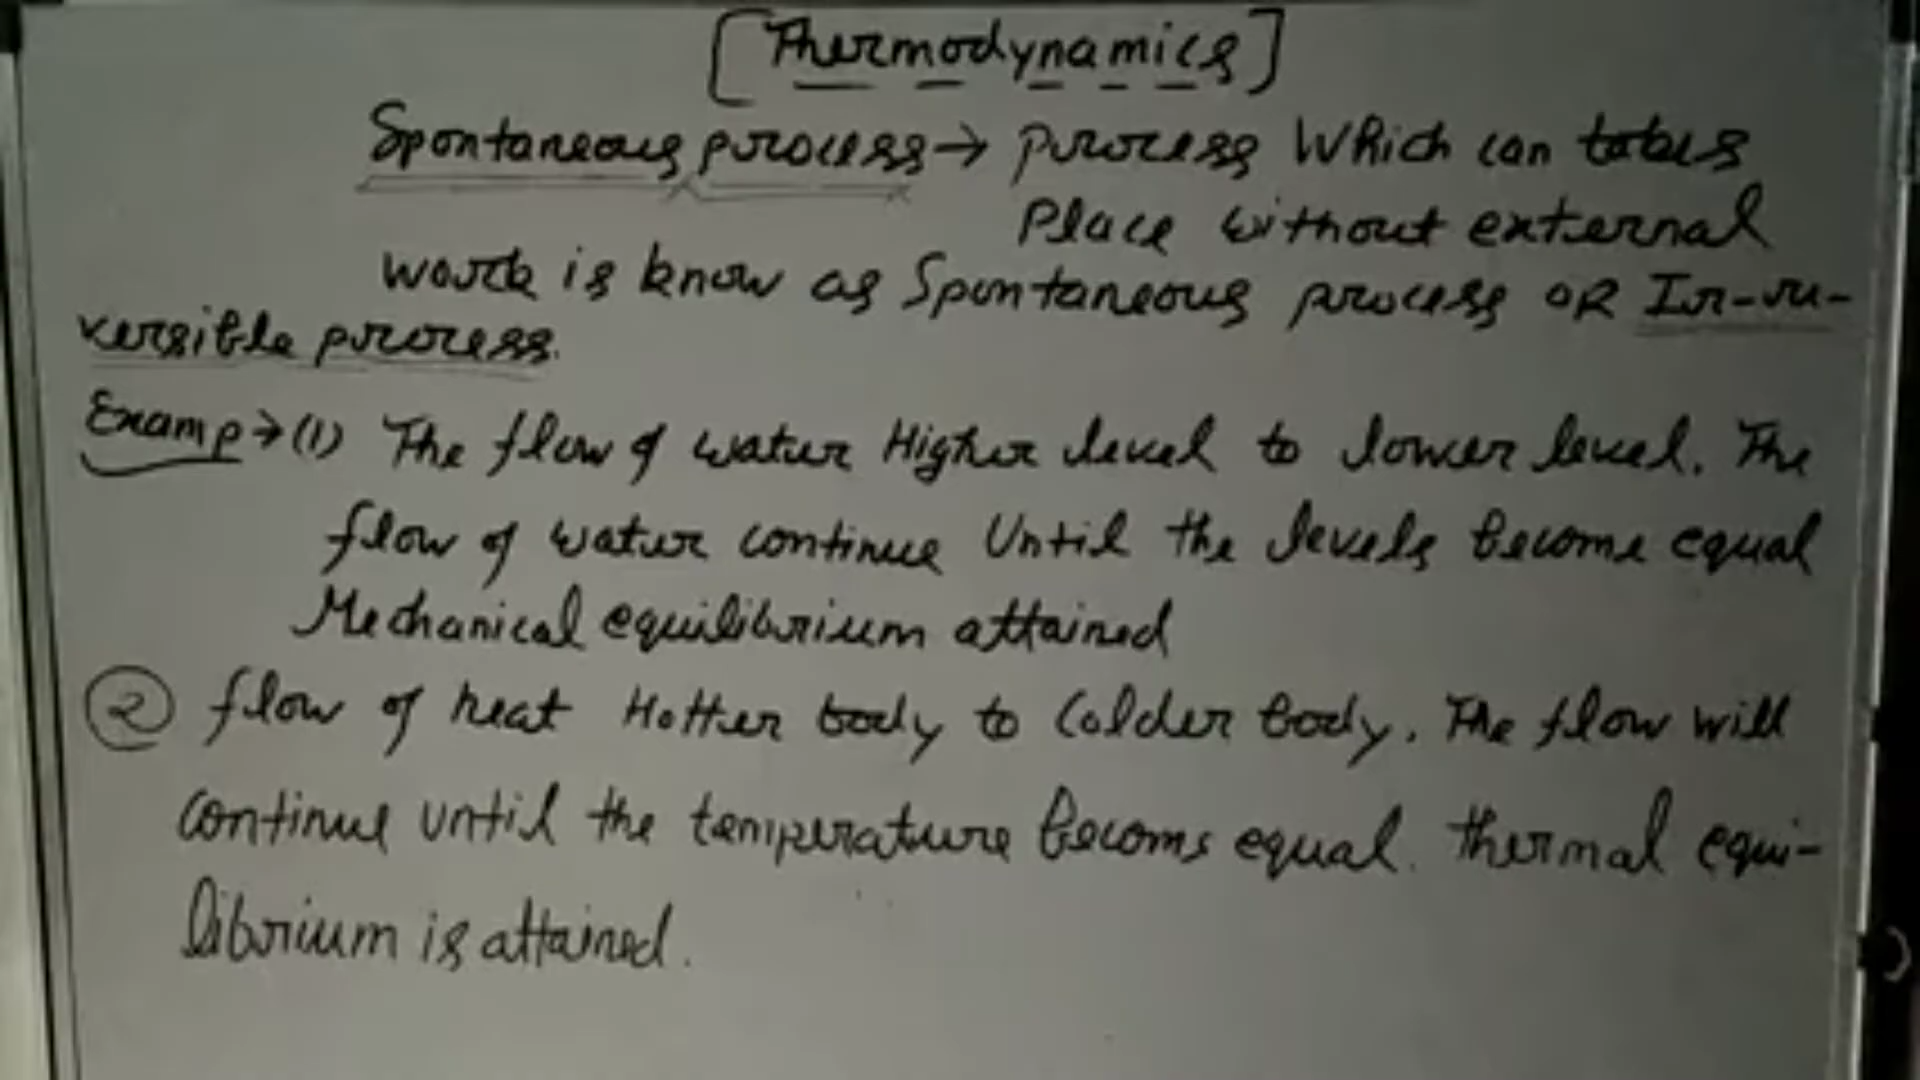 [Thermodynamics]
Spontaneous process → process which can takes
Place without external
work is know as Spontaneous process OR Ir-re-
versible process.
Examp → (1) The flow of water Higher level to lower level. The
flow of water continue Until the levels become equal
Mechanical equilibrium attained
② flow of heat Hotter body to Colder body. The flow will
continue until the temperature becoms equal. thermal equi-
librium is attained.